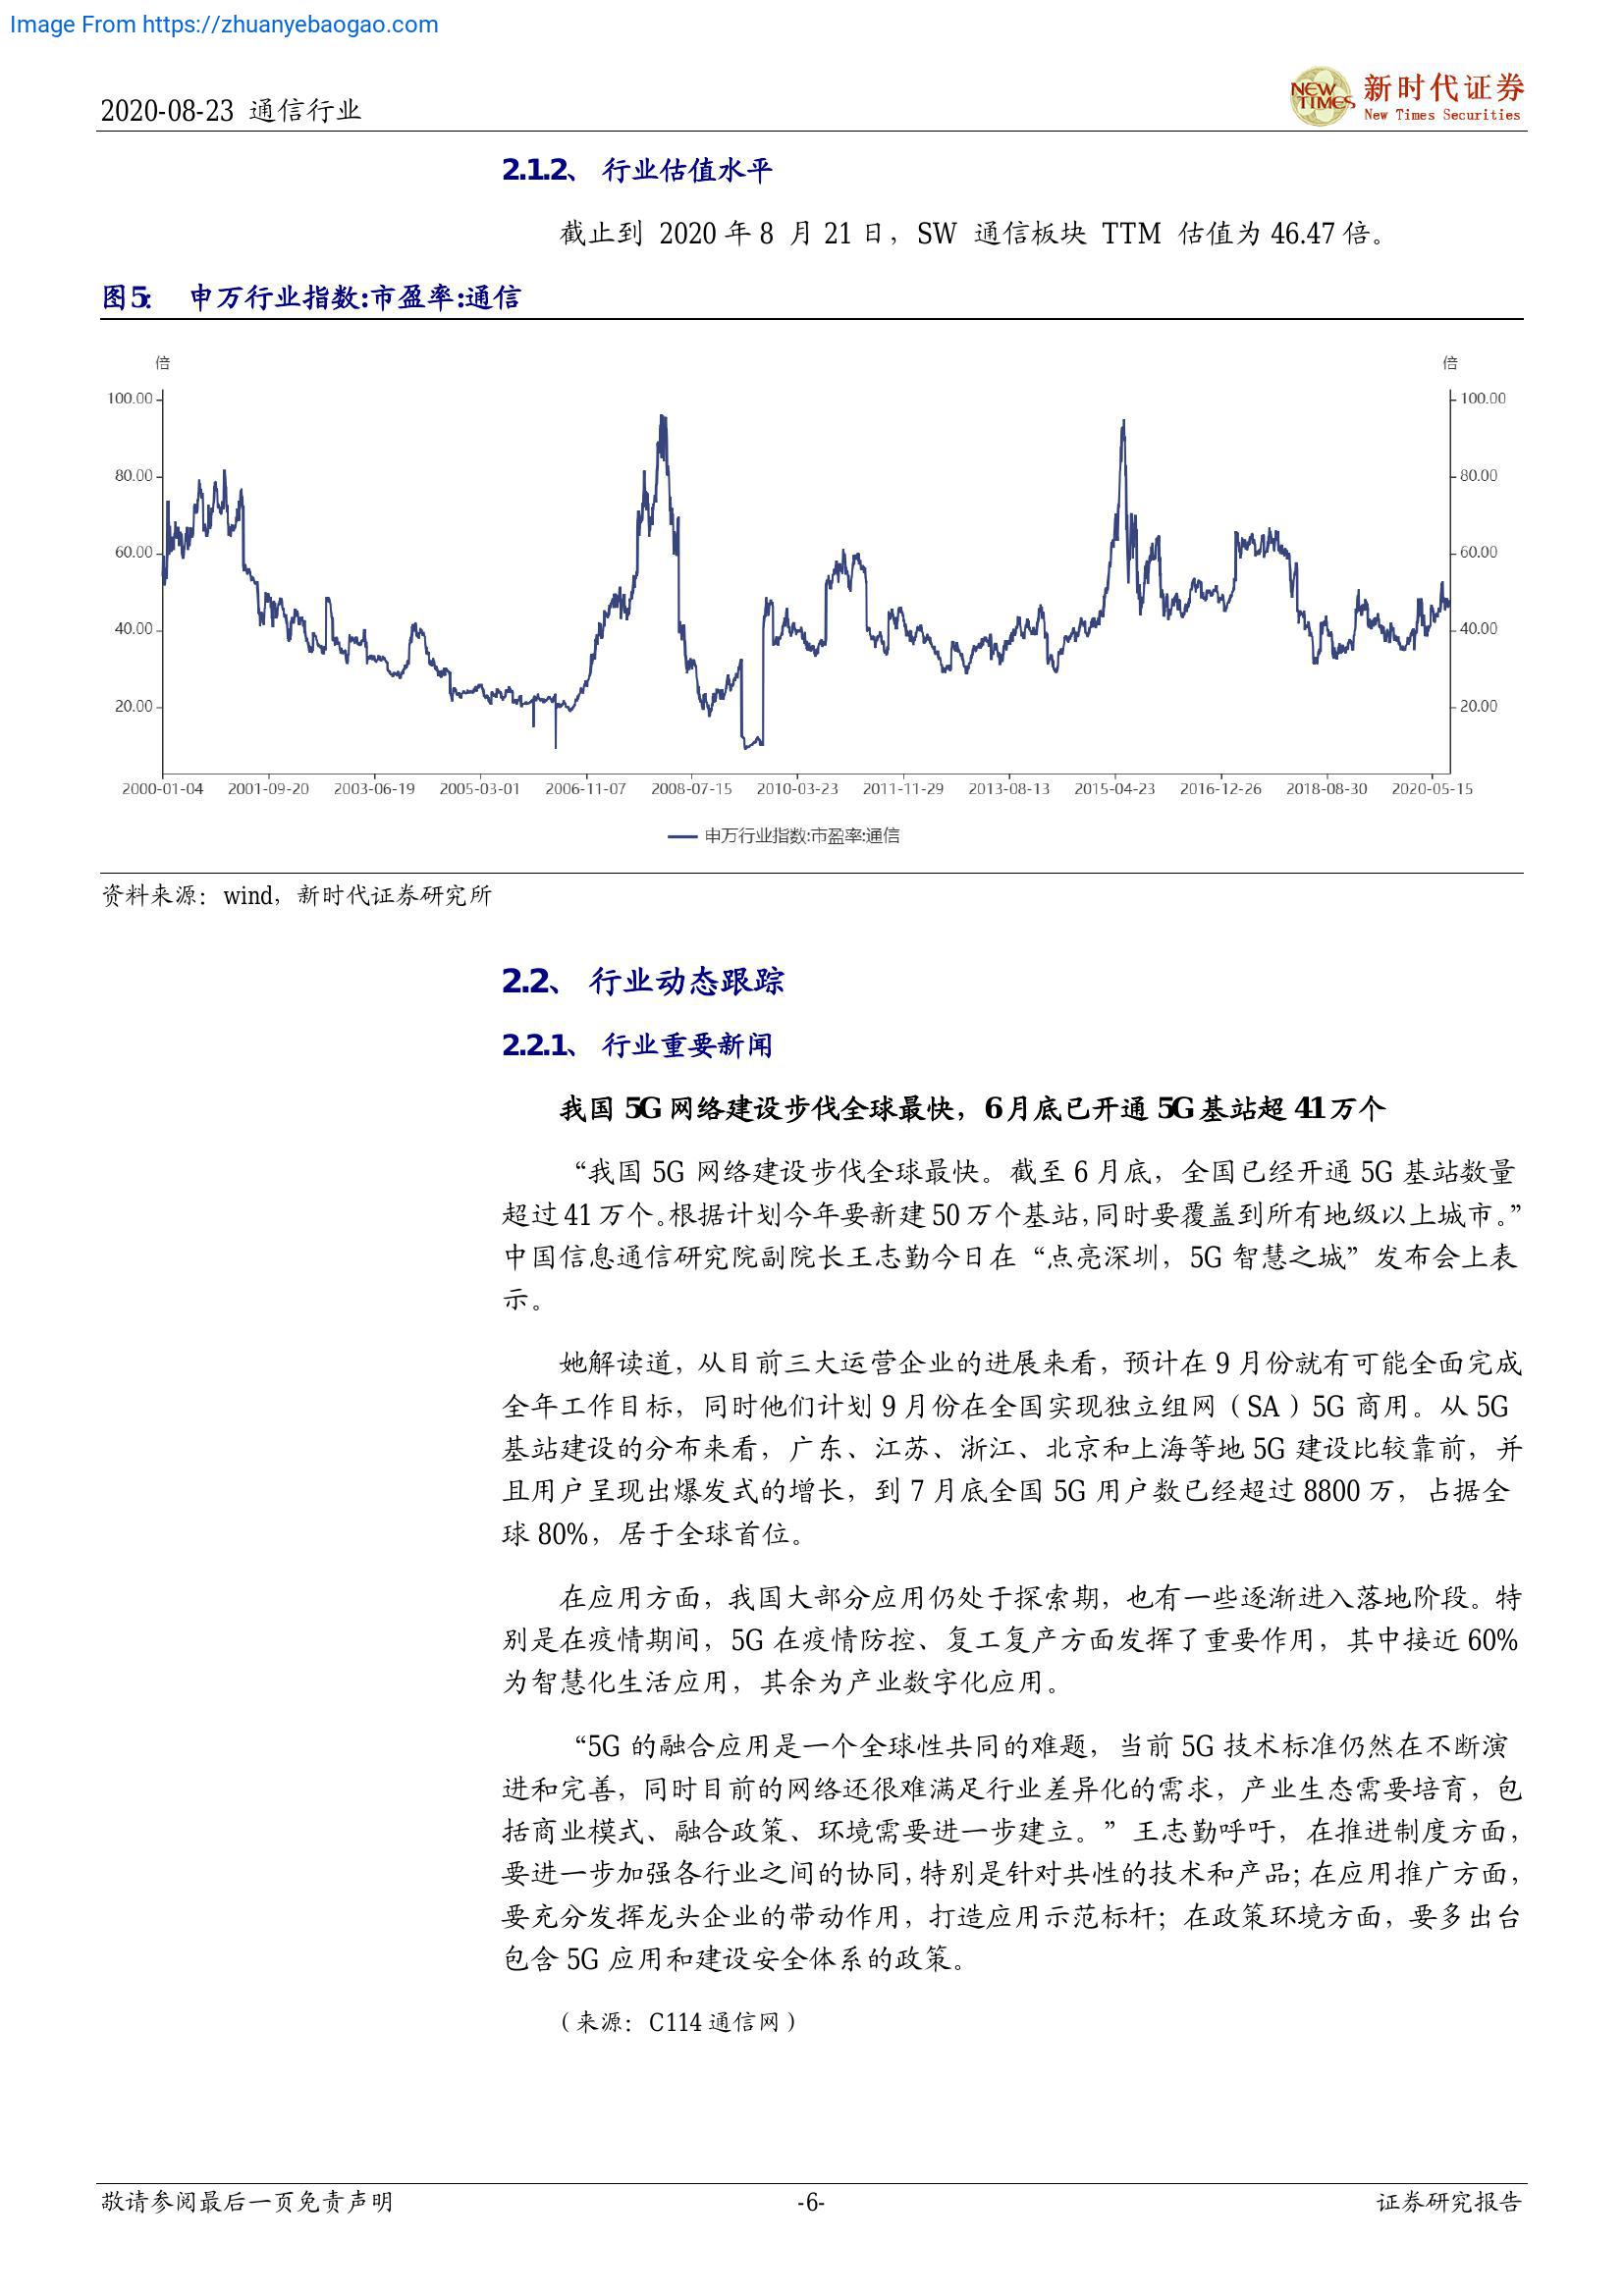 Image From https://zhuanyebaogao.com
2020-08-23 通信行业
NEW TIMES
新时代证券
New Times Securities
2.1.2、 行业估值水平
截止到 2020 年 8 月 21 日，SW 通信板块 TTM 估值为 46.47 倍。
图5： 申万行业指数:市盈率:通信
倍 倍
100.00 100.00
80.00 80.00
60.00 60.00
40.00 40.00
20.00 20.00
2000-01-04 2001-09-20 2003-06-19 2005-03-01 2006-11-07 2008-07-15 2010-03-23 2011-11-29 2013-08-13 2015-04-23 2016-12-26 2018-08-30 2020-05-15
申万行业指数:市盈率:通信
资料来源：wind，新时代证券研究所
2.2、 行业动态跟踪
2.2.1、 行业重要新闻
我国 5G 网络建设步伐全球最快，6 月底已开通 5G 基站超 41 万个
“我国 5G 网络建设步伐全球最快。截至 6 月底，全国已经开通 5G 基站数量
超过 41 万个。根据计划今年要新建 50 万个基站，同时要覆盖到所有地级以上城市。”
中国信息通信研究院副院长王志勤今日在“点亮深圳，5G 智慧之城”发布会上表
示。
她解读道，从目前三大运营企业的进展来看，预计在 9 月份就有可能全面完成
全年工作目标，同时他们计划 9 月份在全国实现独立组网（SA）5G 商用。从 5G
基站建设的分布来看，广东、江苏、浙江、北京和上海等地 5G 建设比较靠前，并
且用户呈现出爆发式的增长，到 7 月底全国 5G 用户数已经超过 8800 万，占据全
球 80%，居于全球首位。
在应用方面，我国大部分应用仍处于探索期，也有一些逐渐进入落地阶段。特
别是在疫情期间，5G 在疫情防控、复工复产方面发挥了重要作用，其中接近 60%
为智慧化生活应用，其余为产业数字化应用。
“5G 的融合应用是一个全球性共同的难题，当前 5G 技术标准仍然在不断演
进和完善，同时目前的网络还很难满足行业差异化的需求，产业生态需要培育，包
括商业模式、融合政策、环境需要进一步建立。”王志勤呼吁，在推进制度方面，
要进一步加强各行业之间的协同，特别是针对共性的技术和产品；在应用推广方面，
要充分发挥龙头企业的带动作用，打造应用示范标杆；在政策环境方面，要多出台
包含 5G 应用和建设安全体系的政策。
（来源：C114 通信网）
敬请参阅最后一页免责声明 -6- 证券研究报告